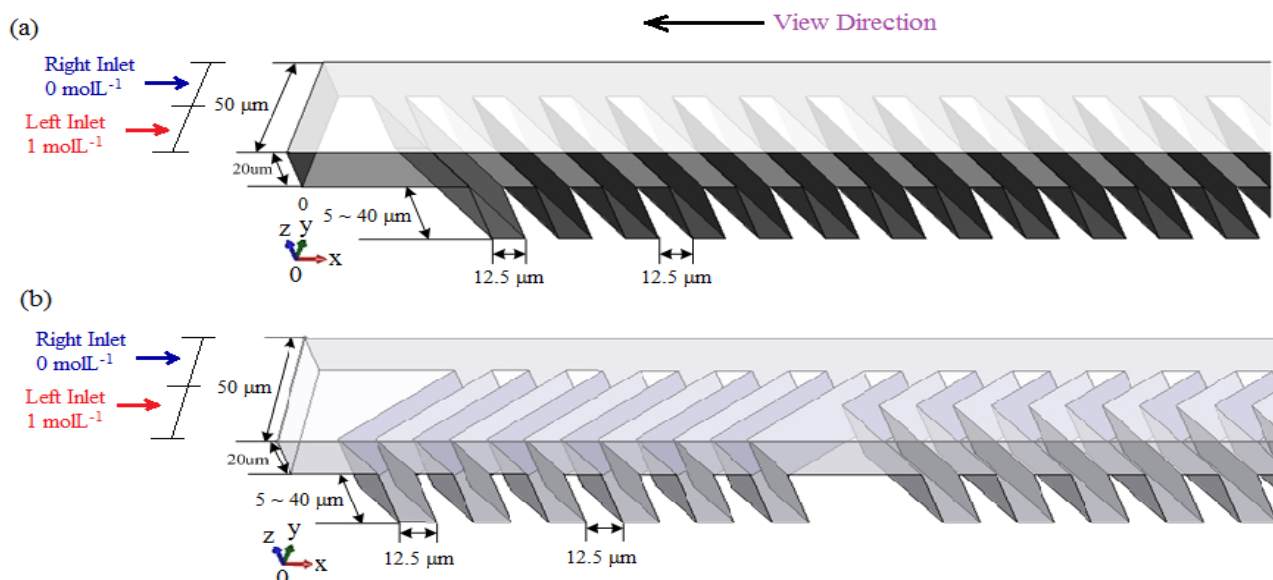 (a)
View Direction
Right Inlet
0 molL⁻¹
Left Inlet
1 molL⁻¹
50 μm
20um
0
5 ~ 40 μm
z y
x
0
12.5 μm
12.5 μm
(b)
Right Inlet
0 molL⁻¹
Left Inlet
1 molL⁻¹
50 μm
20um
5 ~ 40 μm
z y
x
0
12.5 μm
12.5 μm